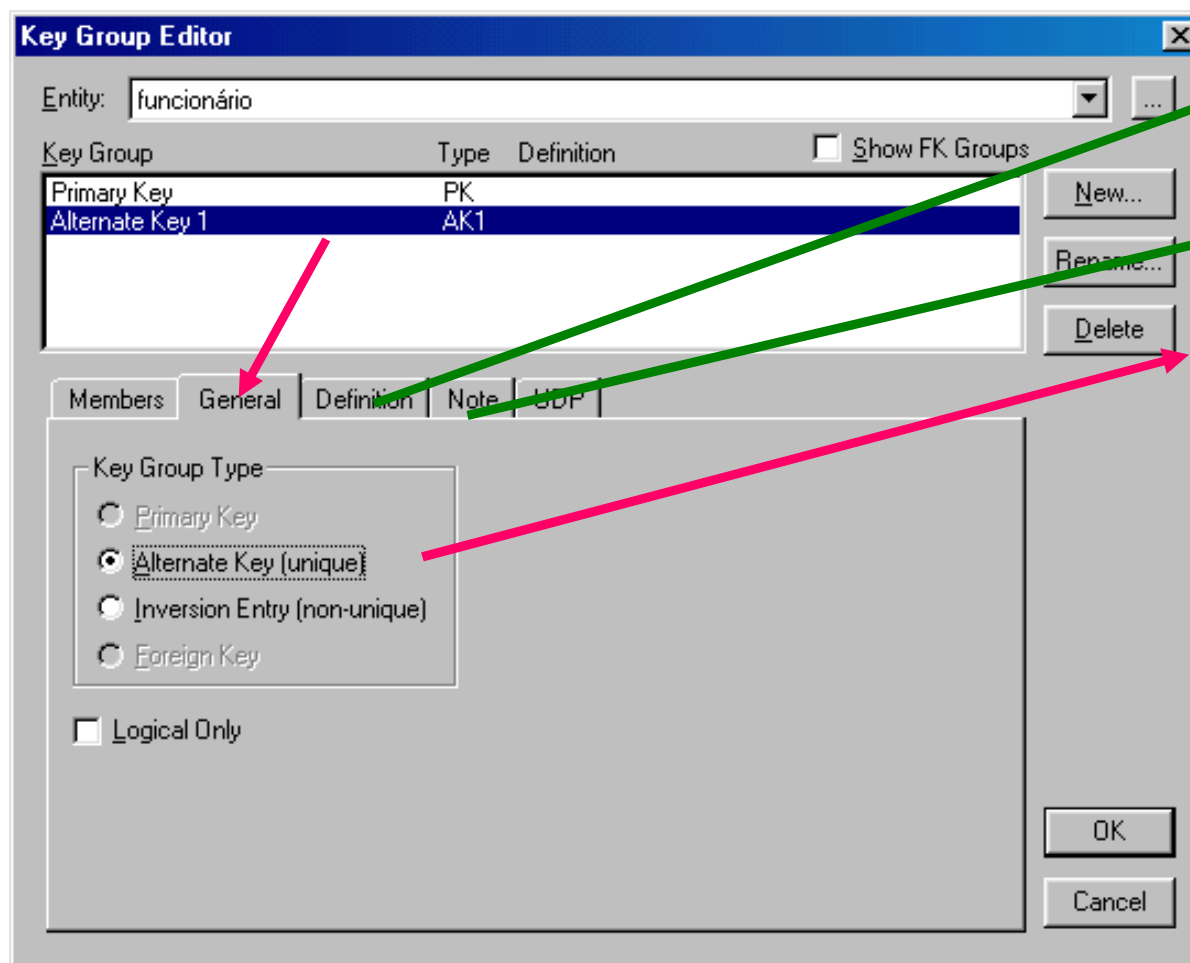 Key Group Editor
Entity: funcionário ...
Key Group Type Definition Show FK Groups
Primary Key PK
Alternate Key 1 AK1
New...
Rename...
Delete
Members General Definition Note UDP
Key Group Type
Primary Key
Alternate Key (unique)
Inversion Entry (non-unique)
Foreign Key
Logical Only
OK
Cancel